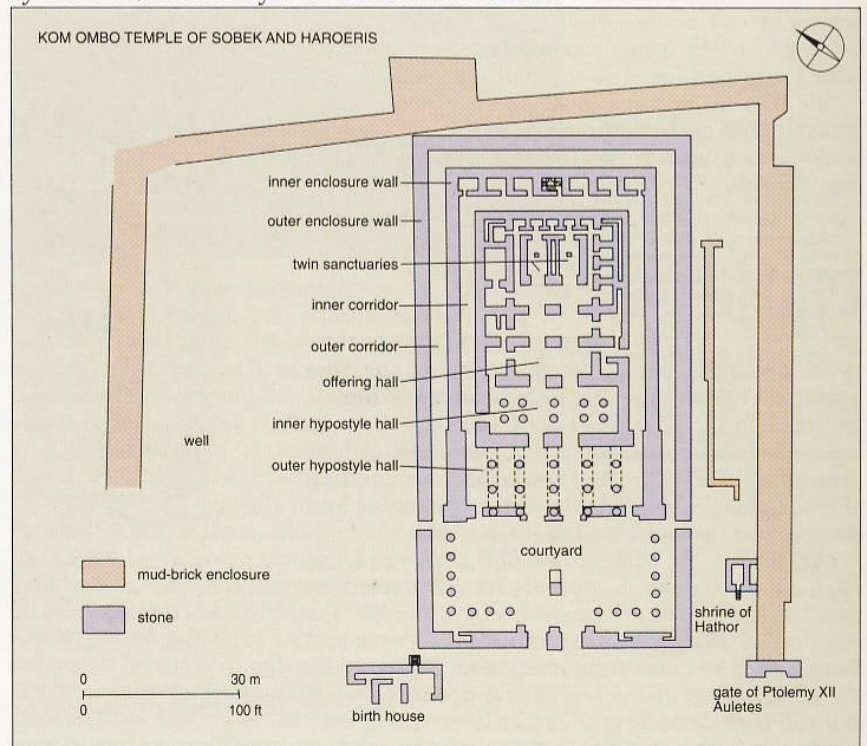 KOM OMBO TEMPLE OF SOBEK AND HAROERIS
inner enclosure wall
outer enclosure wall
twin sanctuaries
inner corridor
outer corridor
offering hall
inner hypostyle hall
outer hypostyle hall
well
courtyard
mud-brick enclosure
stone
shrine of
Hathor
0 30 m
0 100 ft
birth house
gate of Ptolemy XII
Auletes